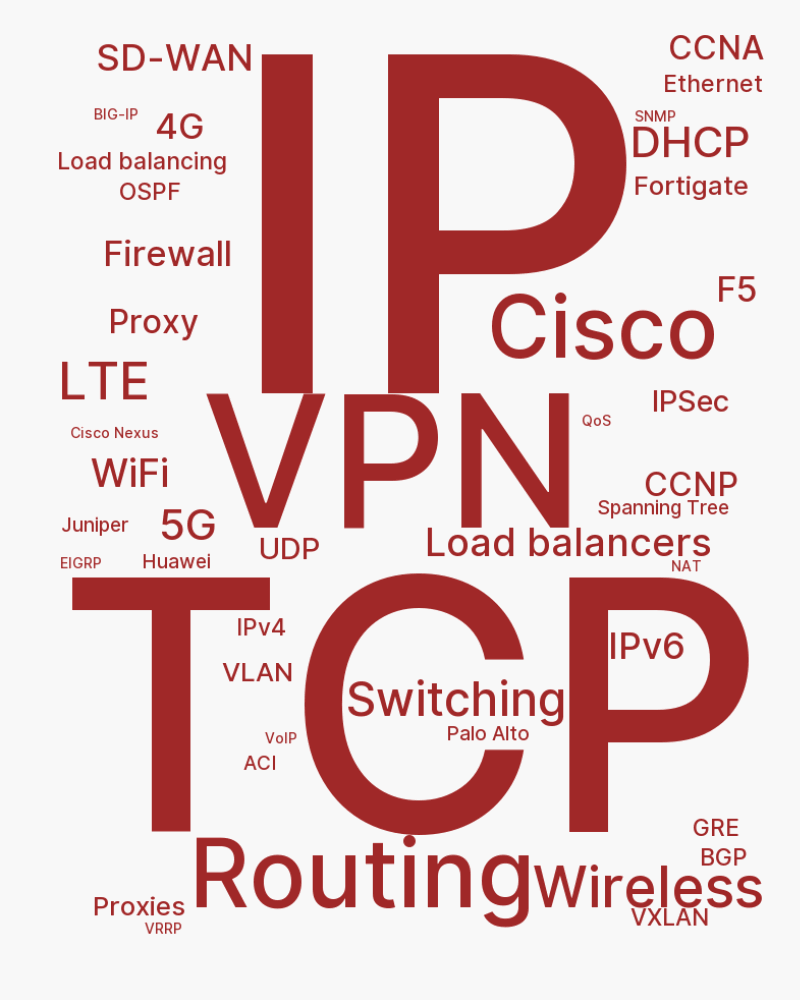 SD-WAN
IP
CCNA
Ethernet
BIG-IP
4G
SNMP
DHCP
Load balancing
OSPF
Fortigate
Firewall
F5
Proxy
Cisco
LTE
VPN
IPSec
QoS
Cisco Nexus
WiFi
CCNP
Spanning Tree
Juniper
5G
UDP
Load balancers
EIGRP
Huawei
NAT
TCP
IPv4
IPv6
VLAN
Switching
Palo Alto
VoIP
ACI
GRE
BGP
Routing
Wireless
Proxies
VXLAN
VRRP